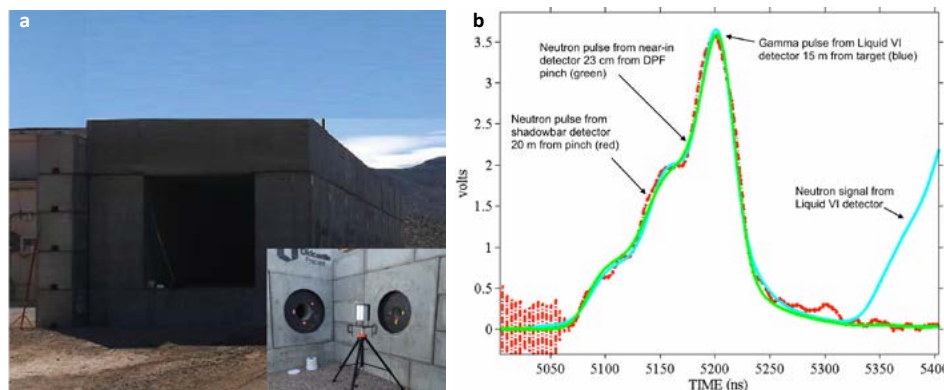 a
Oldcastle
Precast
b
Neutron pulse from near-in
detector 23 cm from DPF
pinch (green)
Gamma pulse from Liquid VI
detector 15 m from target (blue)
Neutron pulse from
shadowbar detector
20 m from pinch (red)
Neutron signal from
Liquid VI detector
volts
3.5
3
2.5
2
1.5
1
0.5
0
5050 5100 5150 5200 5250 5300 5350 5400
TIME (ns)